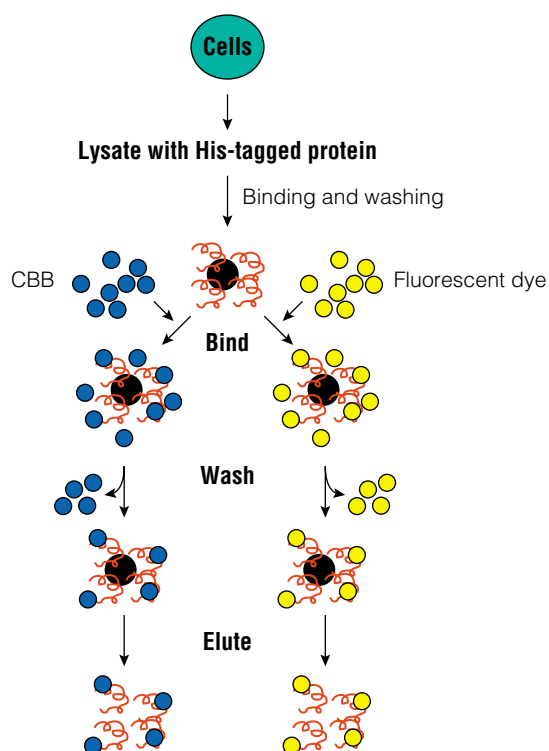 Cells
Lysate with His-tagged protein
Binding and washing
CBB
Fluorescent dye
Bind
Wash
Elute